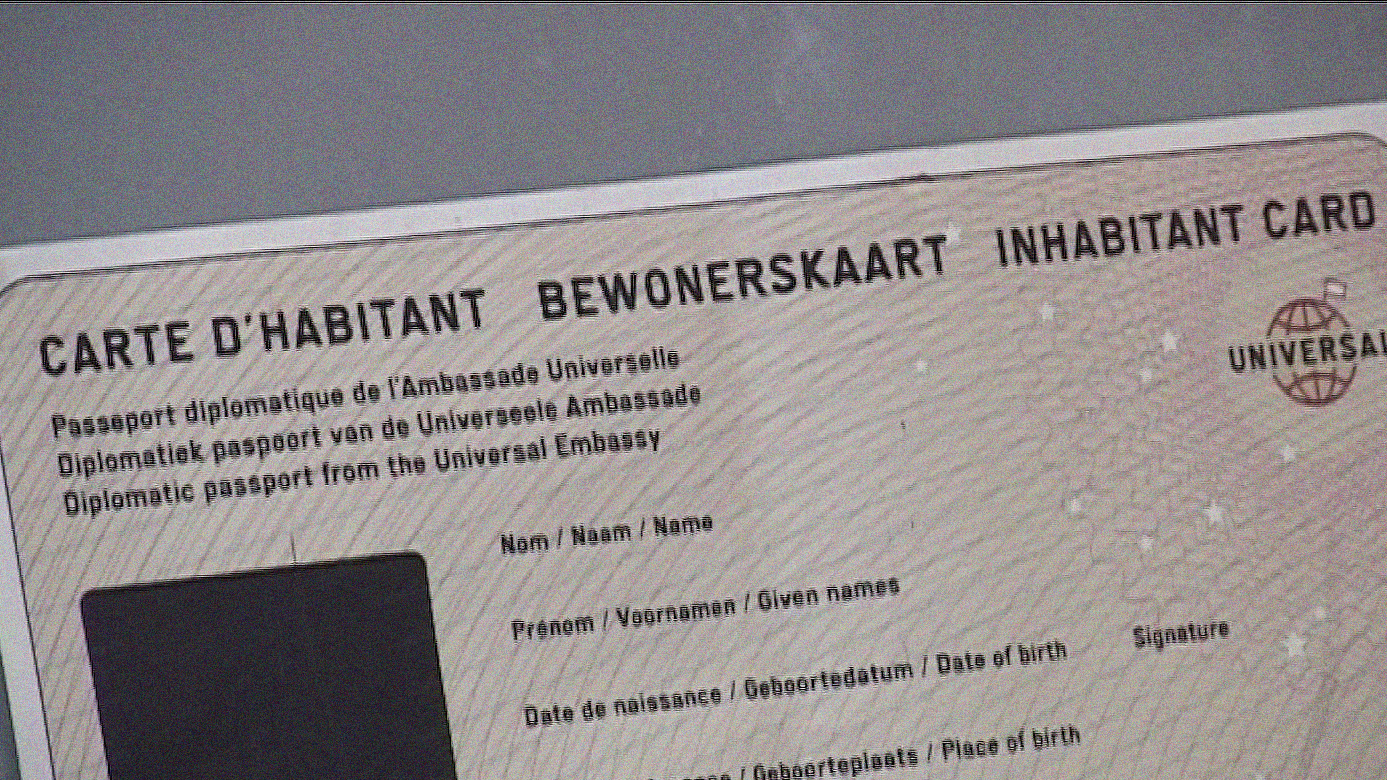 CARTE D'HABITANT BEWONERSKAART INHABITANT CARD
UNIVERSAL
Passeport diplomatique de l'Ambassade Universelle
Diplomatiek paspoort van de Universeele Ambassade
Diplomatic passport from the Universal Embassy
Nom / Naam / Name
Prénom / Voornamen / Given names
Date de naissance / Geboortedatum / Date of birth
Signature
/ Geboorteplaats / Place of birth